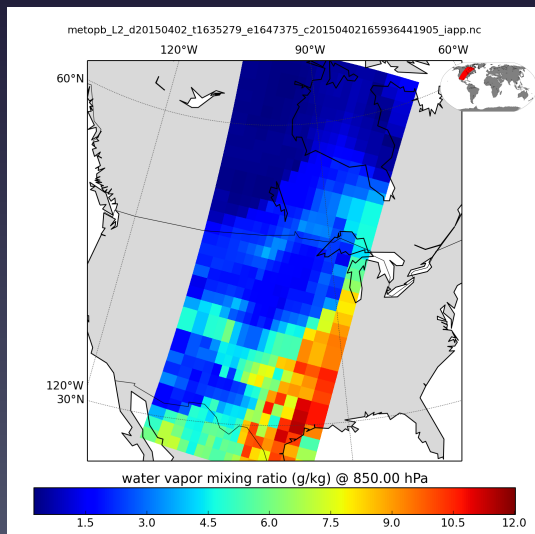 metopb_L2_d20150402_t1635279_e1647375_c20150402165936441905_iapp.nc
120°W 90°W 60°W
60°N
120°W
30°N
water vapor mixing ratio (g/kg) @ 850.00 hPa
1.5 3.0 4.5 6.0 7.5 9.0 10.5 12.0